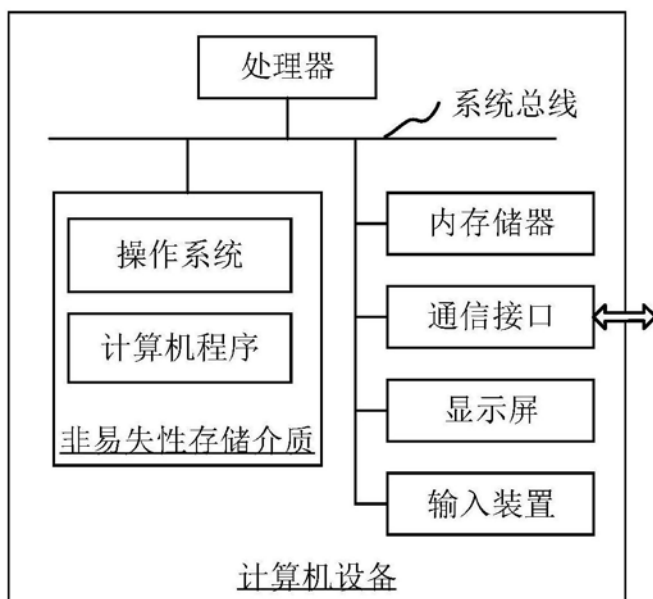 处理器
系统总线
操作系统
计算机程序
非易失性存储介质
内存储器
通信接口
显示屏
输入装置
计算机设备